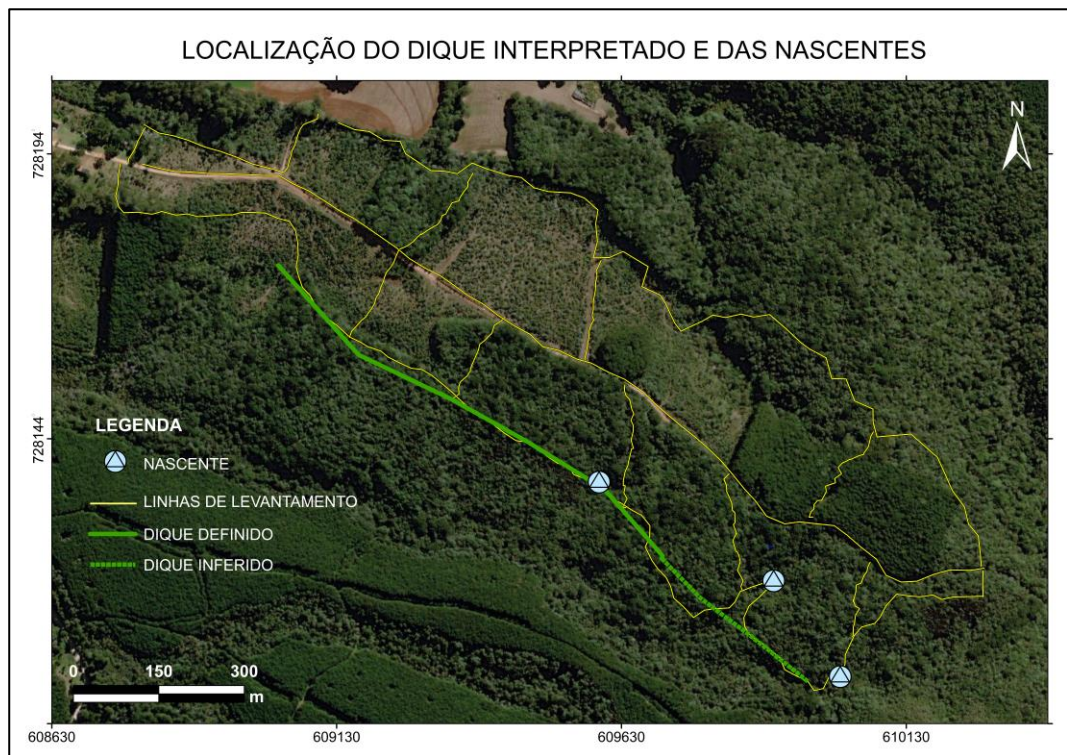 LOCALIZAÇÃO DO DIQUE INTERPRETADO E DAS NASCENTES
N
728194
728144
LEGENDA
NASCENTE
LINHAS DE LEVANTAMENTO
DIQUE DEFINIDO
DIQUE INFERIDO
0 150 300
m
608630 609130 609630 610130